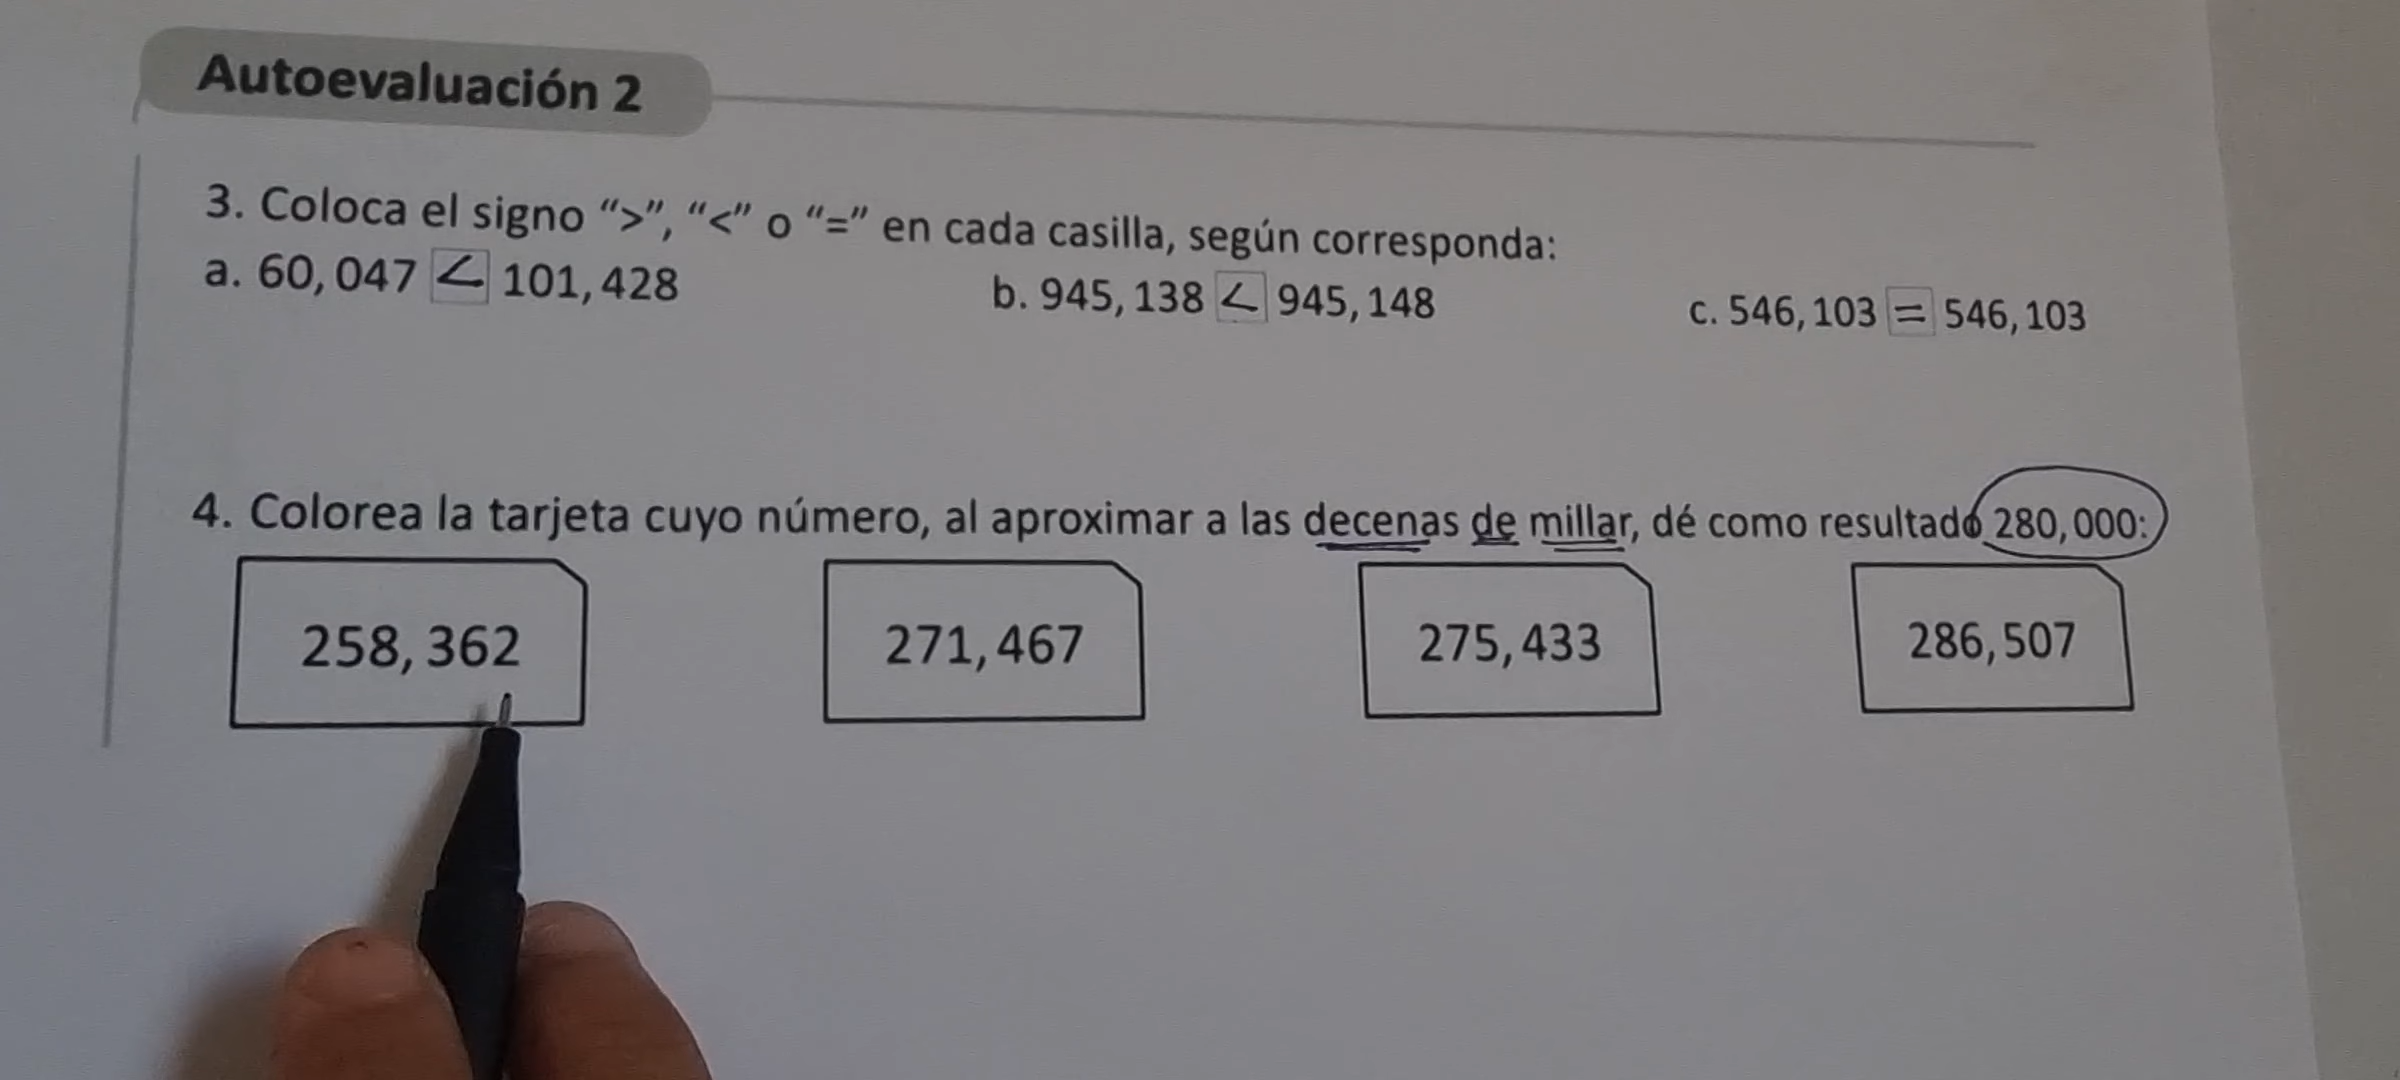 Autoevaluación 2
3. Coloca el signo “>”, “<” o “=” en cada casilla, según corresponda:
a. 60, 047 < 101, 428 b. 945, 138 < 945, 148 c. 546, 103 = 546, 103
4. Colorea la tarjeta cuyo número, al aproximar a las decenas de millar, dé como resultado 280, 000:
258, 362 271, 467 275, 433 286, 507